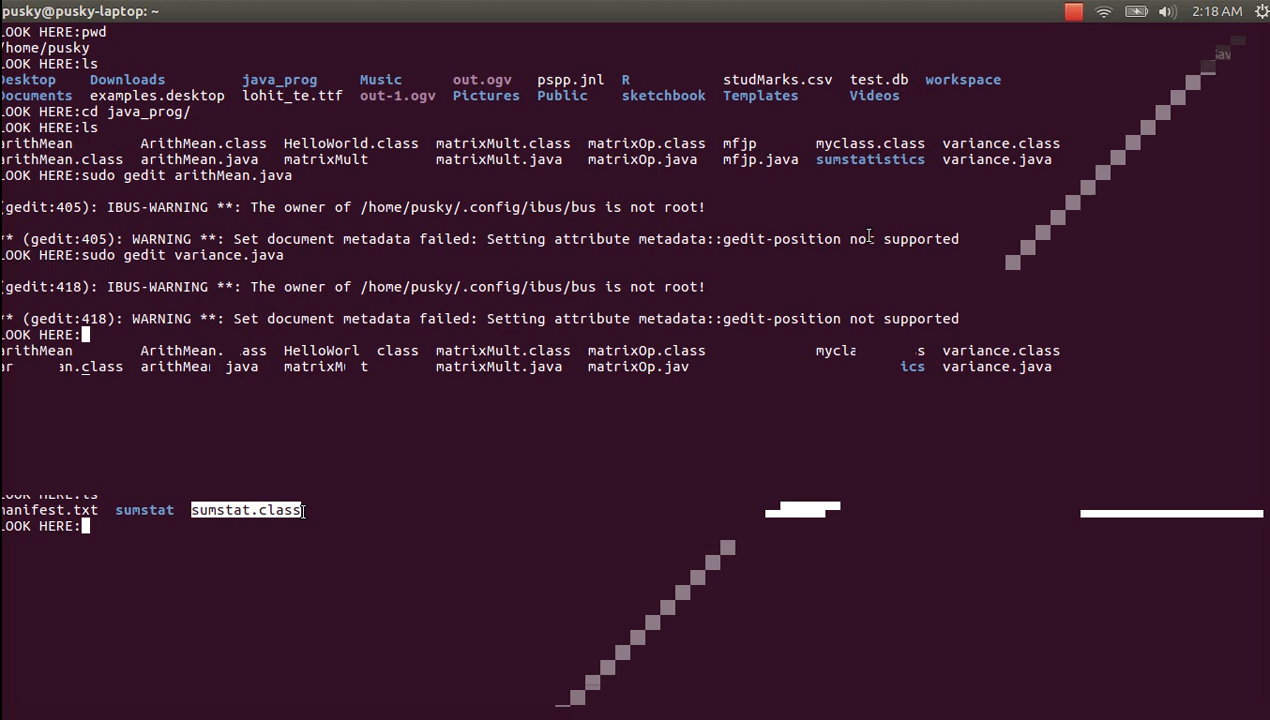 pusky@pusky-laptop: ~ 2:18 AM
LOOK HERE:pwd
/home/pusky
LOOK HERE:ls
Desktop Downloads java_prog Music out.ogv pspp.jnl R studMarks.csv test.db workspace
Documents examples.desktop lohit_te.ttf out-1.ogv Pictures Public sketchbook Templates Videos
LOOK HERE:cd java_prog/
LOOK HERE:ls
arithMean ArithMean.class HelloWorld.class matrixMult.class matrixOp.class mfjp myclass.class variance.class
arithMean.class arithMean.java matrixMult matrixMult.java matrixOp.java mfjp.java sumstatistics variance.java
LOOK HERE:sudo gedit arithMean.java
(gedit:405): IBUS-WARNING **: The owner of /home/pusky/.config/ibus/bus is not root!
** (gedit:405): WARNING **: Set document metadata failed: Setting attribute metadata::gedit-position not supported
LOOK HERE:sudo gedit variance.java
(gedit:418): IBUS-WARNING **: The owner of /home/pusky/.config/ibus/bus is not root!
** (gedit:418): WARNING **: Set document metadata failed: Setting attribute metadata::gedit-position not supported
LOOK HERE:
arithMean ArithMean. ass HelloWorl class matrixMult.class matrixOp.class mycla s variance.class
ar an.class arithMea java matrixM t matrixMult.java matrixOp.jav ics variance.java
LOOK HERE:ls
manifest.txt sumstat sumstat.class
LOOK HERE: